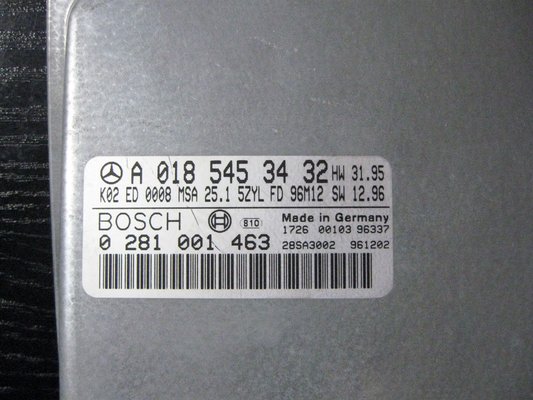 A 018 545 34 32 HW 31.95
K02 ED 0008 MSA 25.1 5ZYL FD 96M12 SW 12.96
BOSCH 810 Made in Germany
1726 00103 96337
0 281 001 463 28SA3002 961202